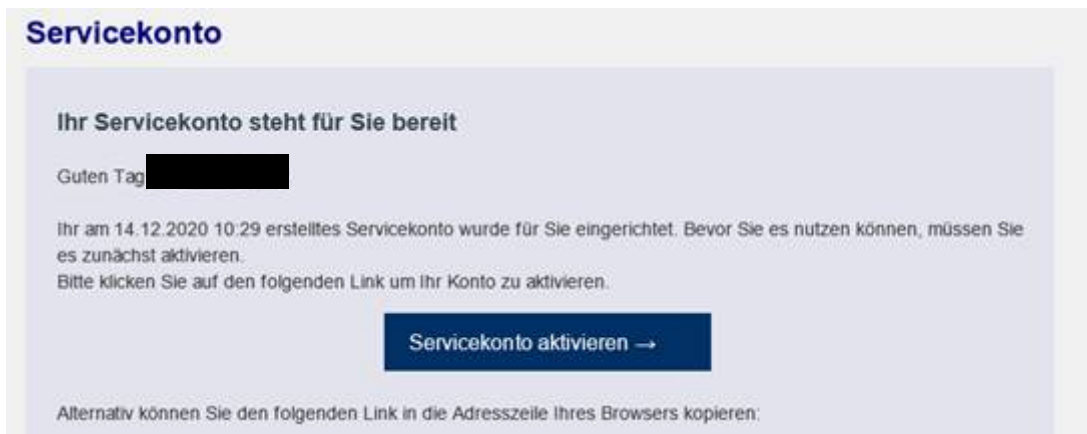 Servicekonto
Ihr Servicekonto steht für Sie bereit
Guten Tag
Ihr am 14.12.2020 10:29 erstelltes Servicekonto wurde für Sie eingerichtet. Bevor Sie es nutzen können, müssen Sie
es zunächst aktivieren.
Bitte klicken Sie auf den folgenden Link um Ihr Konto zu aktivieren.
Servicekonto aktivieren →
Alternativ können Sie den folgenden Link in die Adresszeile Ihres Browsers kopieren: